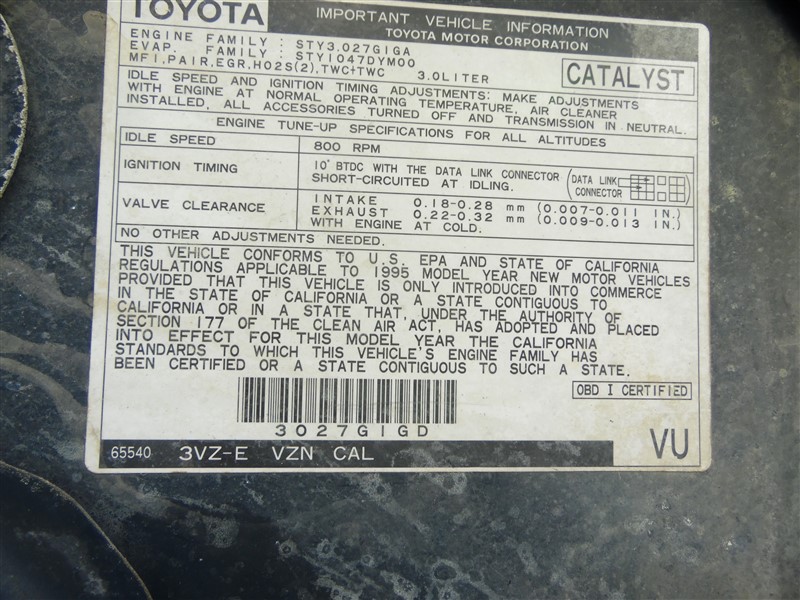 TOYOTA
IMPORTANT VEHICLE INFORMATION
TOYOTA MOTOR CORPORATION
ENGINE FAMILY : STY3.027GIGA
EVAP. FAMILY : STY1047DYMOO
MFI,PAIR,EGR,HO2S(2),TWC+TWC 3.0LITER
CATALYST
IDLE SPEED AND IGNITION TIMING ADJUSTMENTS: MAKE ADJUSTMENTS
WITH ENGINE AT NORMAL OPERATING TEMPERATURE, AIR CLEANER
INSTALLED, ALL ACCESSORIES TURNED OFF AND TRANSMISSION IN NEUTRAL.
ENGINE TUNE-UP SPECIFICATIONS FOR ALL ALTITUDES
IDLE SPEED 800 RPM
IGNITION TIMING 10° BTDC WITH THE DATA LINK CONNECTOR
SHORT-CIRCUITED AT IDLING.
(DATA LINK
CONNECTOR )
VALVE CLEARANCE INTAKE 0.18-0.28 mm (0.007-0.011 IN.)
EXHAUST 0.22-0.32 mm (0.009-0.013 IN.)
WITH ENGINE AT COLD.
NO OTHER ADJUSTMENTS NEEDED.
THIS VEHICLE CONFORMS TO U.S. EPA AND STATE OF CALIFORNIA
REGULATIONS APPLICABLE TO 1995 MODEL YEAR NEW MOTOR VEHICLES
PROVIDED THAT THIS VEHICLE IS ONLY INTRODUCED INTO COMMERCE
IN THE STATE OF CALIFORNIA OR A STATE CONTIGUOUS TO
CALIFORNIA OR IN A STATE THAT, UNDER THE AUTHORITY OF
SECTION 177 OF THE CLEAN AIR ACT, HAS ADOPTED AND PLACED
INTO EFFECT FOR THIS MODEL YEAR THE CALIFORNIA
STANDARDS TO WHICH THIS VEHICLE'S ENGINE FAMILY HAS
BEEN CERTIFIED OR A STATE CONTIGUOUS TO SUCH A STATE.
OBD I CERTIFIED
3027GIGD
65540 3VZ-E VZN CAL
VU